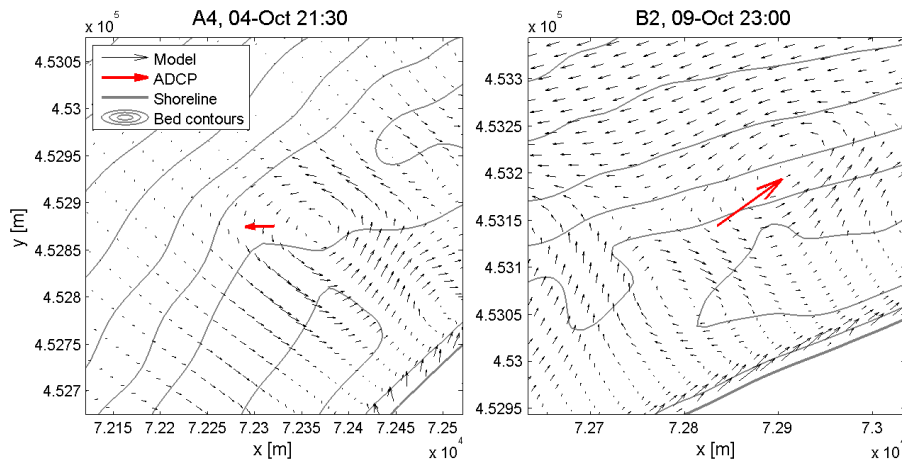 A4, 04-Oct 21:30
x 10^5
Model
ADCP
Shoreline
Bed contours
4.5305
4.53
4.5295
4.529
4.5285
4.528
4.5275
4.527
y [m]
7.215 7.22 7.225 7.23 7.235 7.24 7.245 7.25
x [m]
x 10^4
B2, 09-Oct 23:00
x 10^5
4.533
4.5325
4.532
4.5315
4.531
4.5305
4.53
4.5295
7.27 7.28 7.29 7.3
x [m]